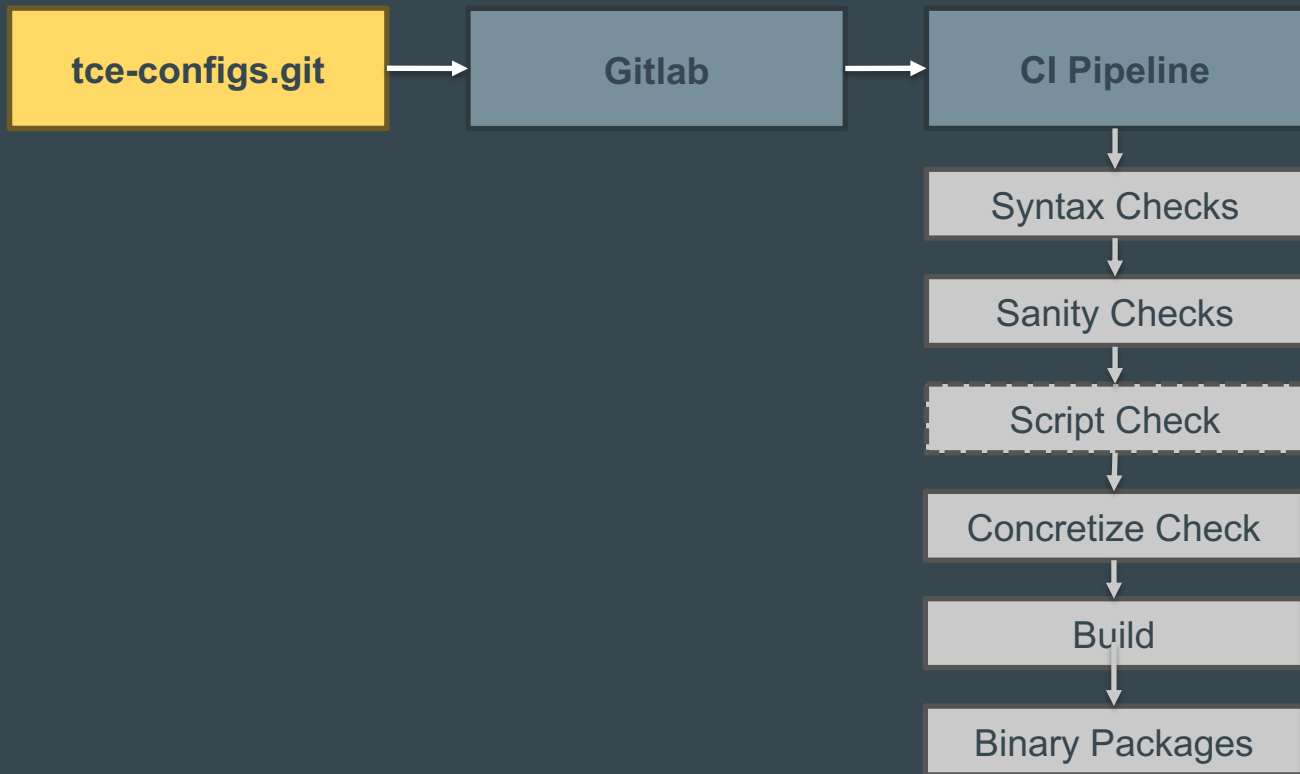 tce-configs.git
Gitlab
CI Pipeline
Syntax Checks
Sanity Checks
Script Check
Concretize Check
Build
Binary Packages